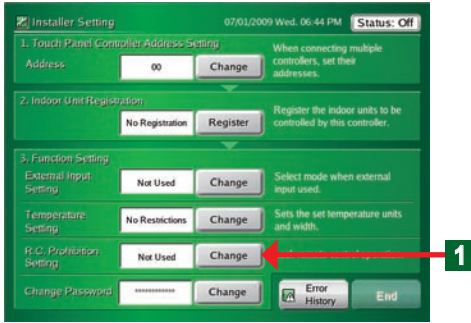 Installer Setting 07/01/2009 Wed. 06:44 PM Status: Off
1. Touch Panel Controller Address Setting
Address 00 Change
When connecting multiple
controllers, set their
addresses.
2. Indoor Unit Registration
No Registration Register
Register the indoor units to be
controlled by this controller.
3. Function Setting
External Input
Setting
Not Used Change
Select mode when external
input used.
Temperature
Setting
No Restrictions Change
Sets the set temperature units
and width.
R.C. Prohibition
Setting
Not Used Change
1
Change Password ************ Change
Error
History
End